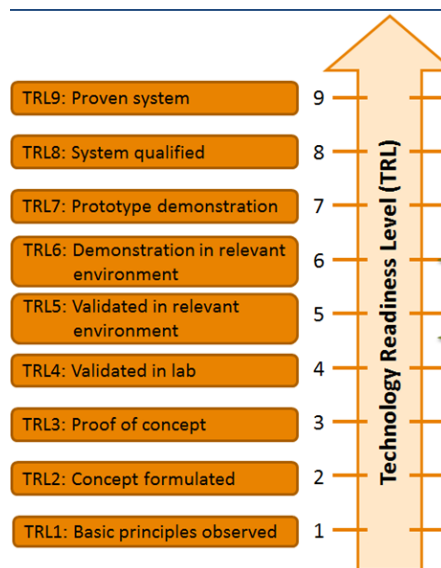 TRL9: Proven system
9
TRL8: System qualified
8
TRL7: Prototype demonstration
7
TRL6: Demonstration in relevant
environment
6
TRL5: Validated in relevant
environment
5
TRL4: Validated in lab
4
TRL3: Proof of concept
3
TRL2: Concept formulated
2
TRL1: Basic principles observed
1
Technology Readiness Level (TRL)